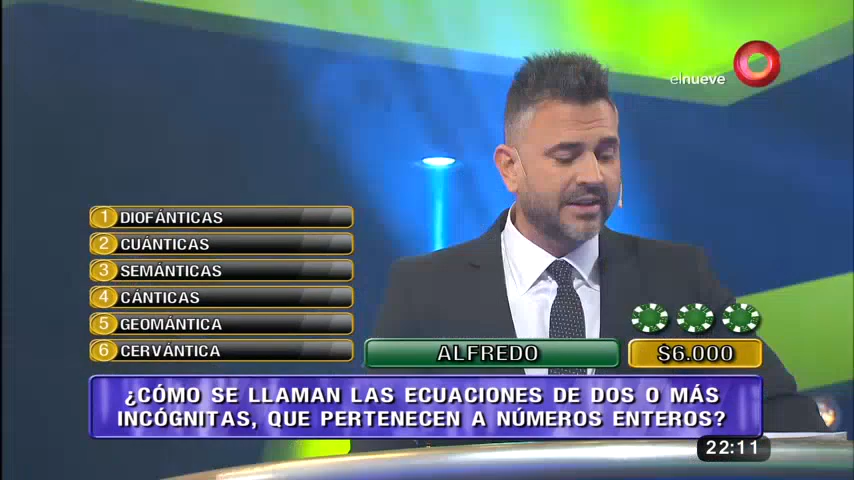 elnueve
1 DIOFÁNTICAS
2 CUÁNTICAS
3 SEMÁNTICAS
4 CÁNTICAS
5 GEOMÁNTICA
6 CERVÁNTICA
ALFREDO
$6.000
¿CÓMO SE LLAMAN LAS ECUACIONES DE DOS O MÁS
INCÓGNITAS, QUE PERTENECEN A NÚMEROS ENTEROS?
22:11